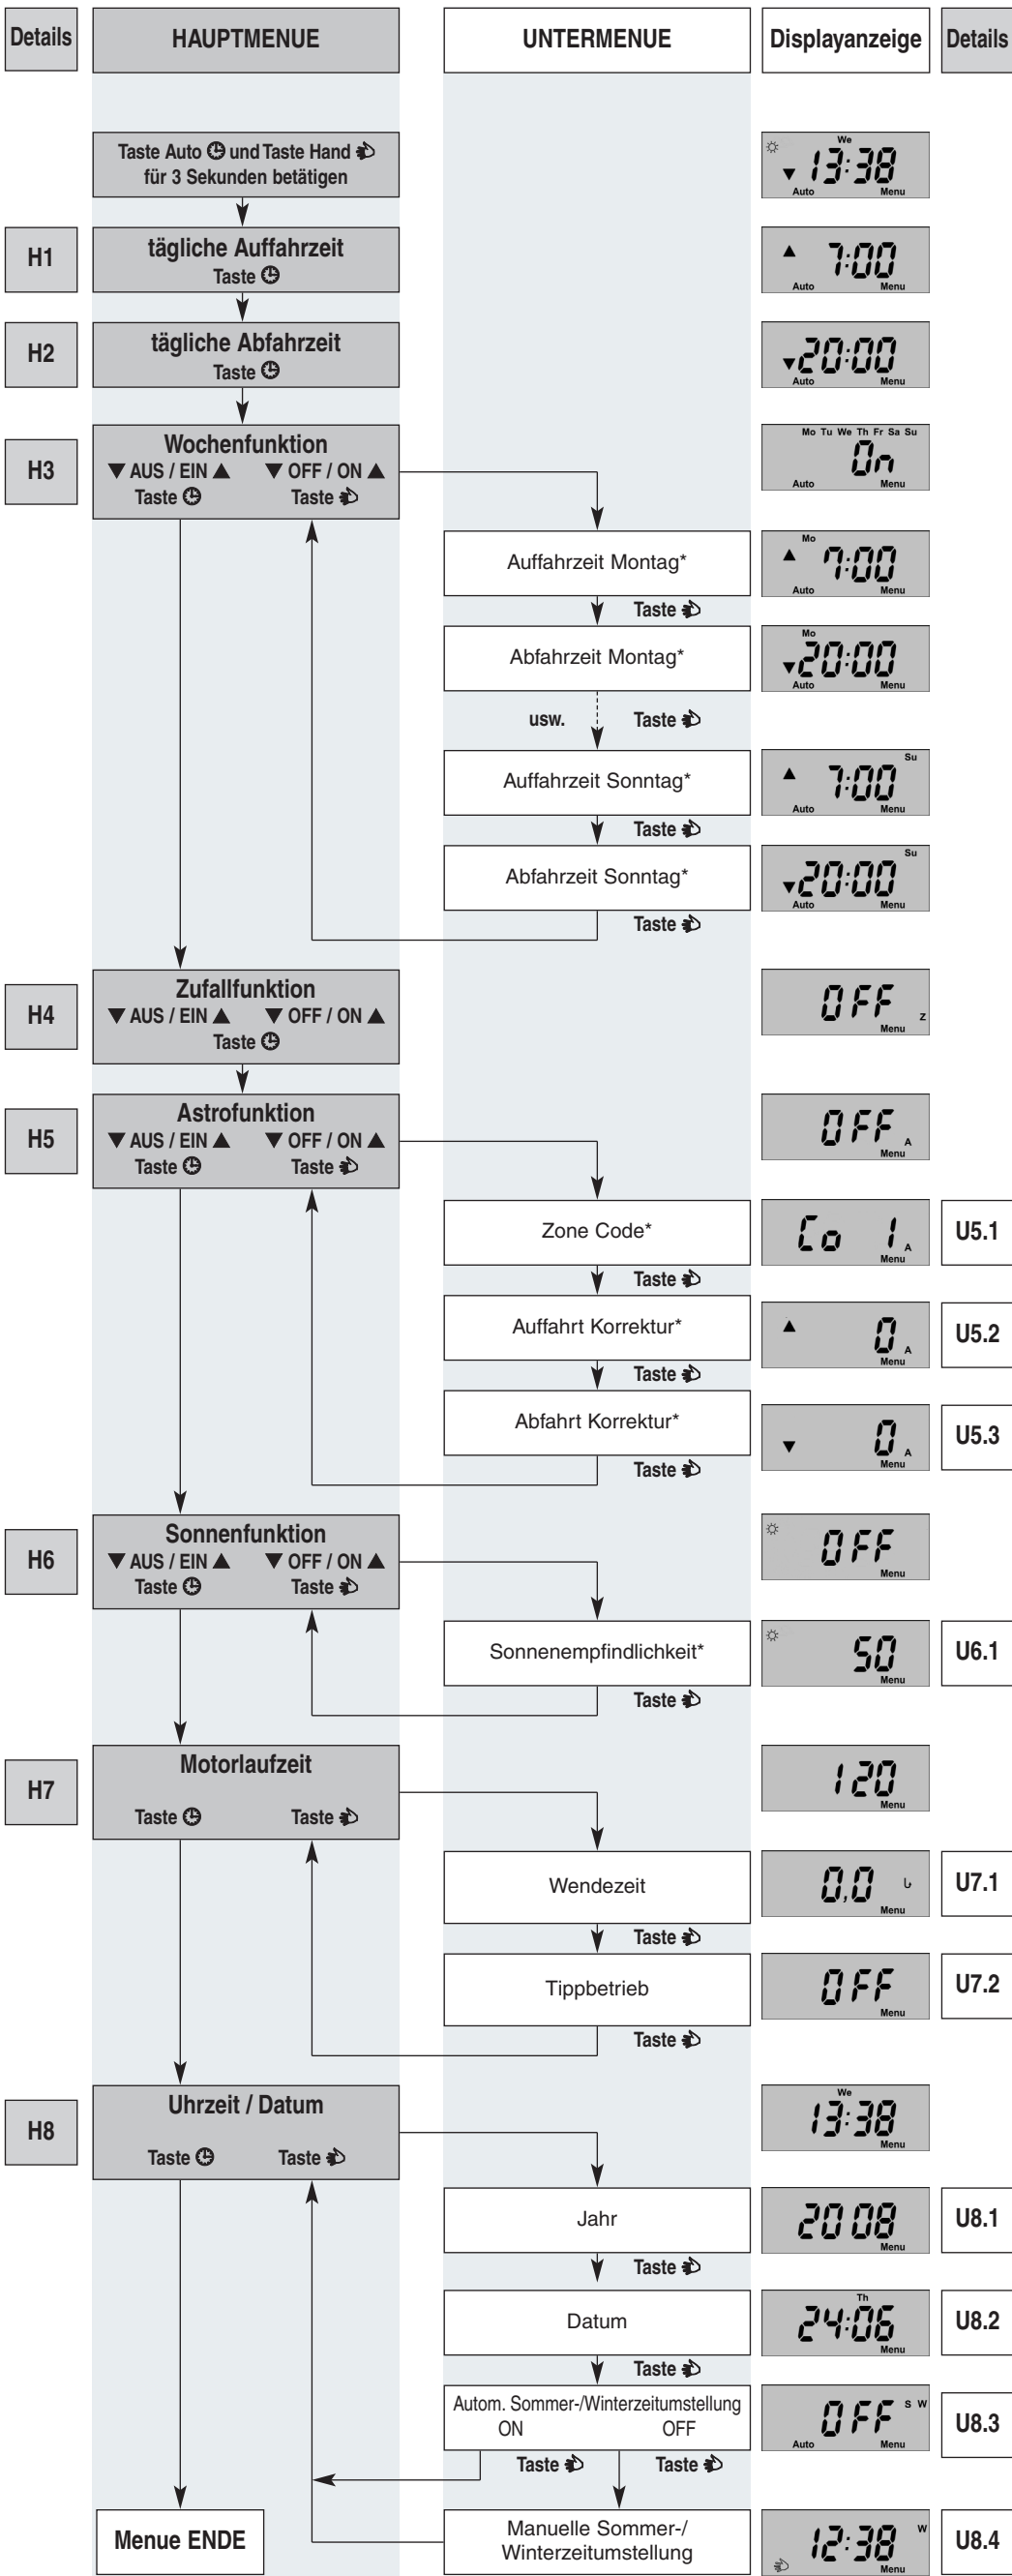 Details HAUPTMENUE UNTERMENUE Displayanzeige Details
Taste Auto und Taste Hand
für 3 Sekunden betätigen
We
13:38
Auto Menu
H1
tägliche Auffahrzeit
Taste
7:00
Auto Menu
H2
tägliche Abfahrzeit
Taste
20:00
Auto Menu
H3
Wochenfunktion
▼ AUS / EIN ▲ ▼ OFF / ON ▲
Taste Taste
Mo Tu We Th Fr Sa Su
On
Auto Menu
Auffahrzeit Montag*
Taste
Mo
7:00
Auto Menu
Abfahrzeit Montag*
usw. Taste
Mo
20:00
Auto Menu
Auffahrzeit Sonntag*
Taste
Su
7:00
Auto Menu
Abfahrzeit Sonntag*
Taste
Su
20:00
Auto Menu
H4
Zufallfunktion
▼ AUS / EIN ▲ ▼ OFF / ON ▲
Taste
OFF Z
Menu
H5
Astrofunktion
▼ AUS / EIN ▲ ▼ OFF / ON ▲
Taste Taste
OFF A
Menu
Zone Code*
Taste
Co 1 A
Menu
U5.1
Auffahrt Korrektur*
Taste
0 A
Menu
U5.2
Abfahrt Korrektur*
Taste
0 A
Menu
U5.3
H6
Sonnenfunktion
▼ AUS / EIN ▲ ▼ OFF / ON ▲
Taste Taste
OFF
Menu
Sonnenempfindlichkeit*
Taste
50
Menu
U6.1
H7
Motorlaufzeit
Taste Taste
120
Menu
Wendezeit
Taste
0,0
Menu
U7.1
Tippbetrieb
Taste
OFF
Menu
U7.2
H8
Uhrzeit / Datum
Taste Taste
We
13:38
Menu
Jahr
Taste
2008
Menu
U8.1
Datum
Taste
Th
24:06
Menu
U8.2
Autom. Sommer-/Winterzeitumstellung
ON OFF
Taste Taste
OFF S W
Auto Menu
U8.3
Menue ENDE
Manuelle Sommer-/
Winterzeitumstellung
12:38 W
Menu
U8.4